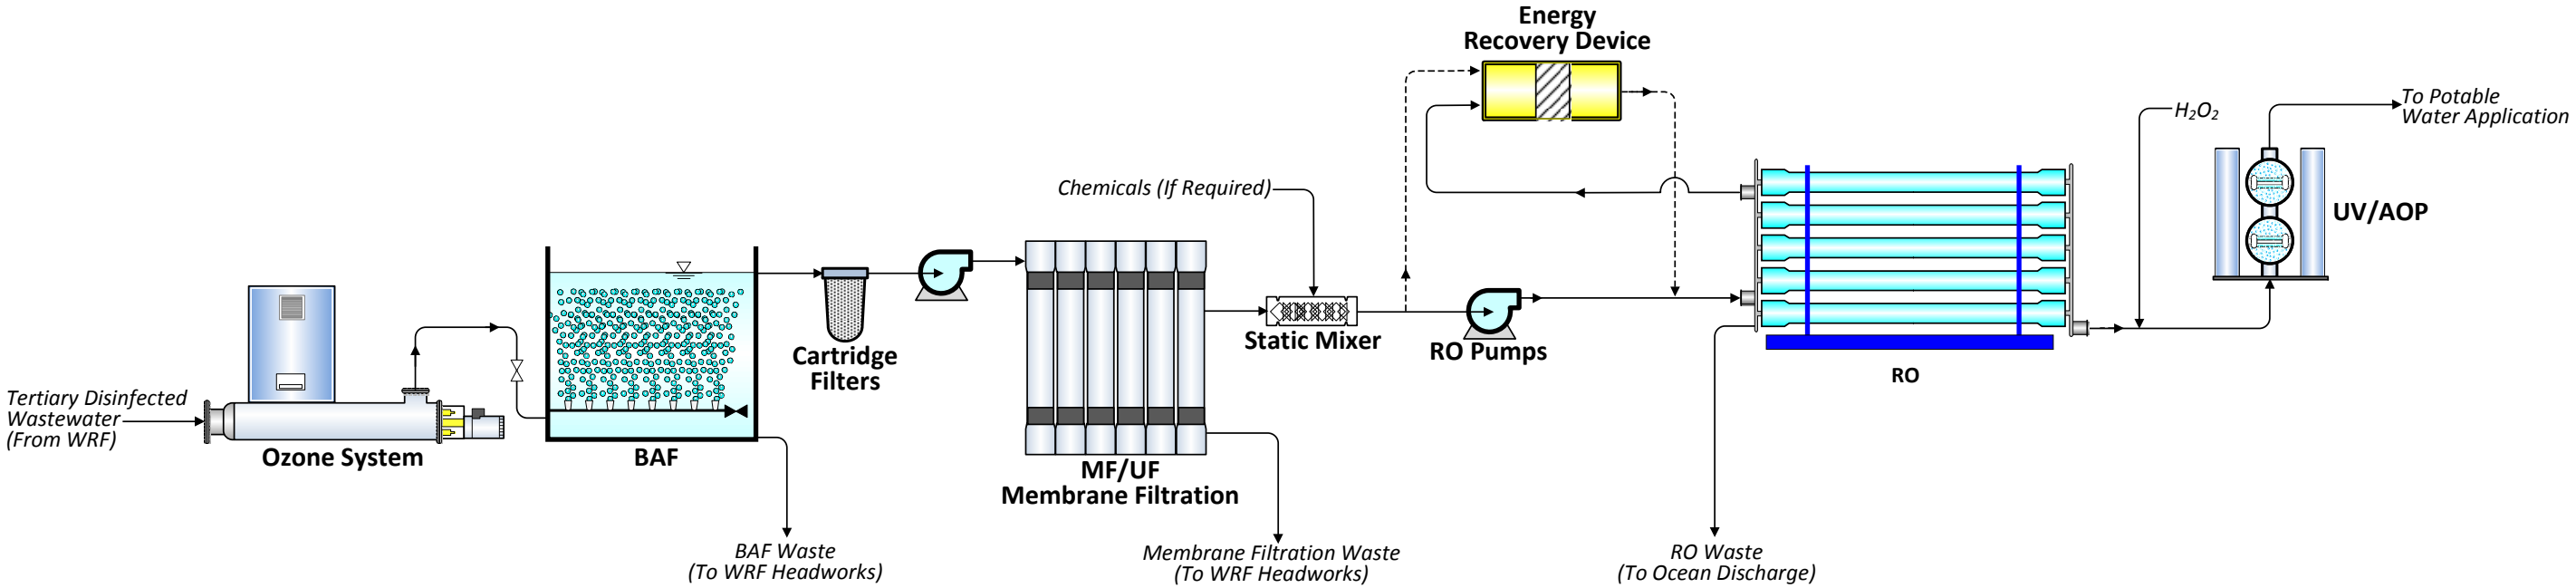 Energy
Recovery Device
To Potable
Water Application
H₂O₂
Chemicals (If Required)
UV/AOP
Static Mixer
RO Pumps
Cartridge
Filters
RO
Tertiary Disinfected
Wastewater
(From WRF)
Ozone System
BAF
MF/UF
Membrane Filtration
BAF Waste
(To WRF Headworks)
Membrane Filtration Waste
(To WRF Headworks)
RO Waste
(To Ocean Discharge)